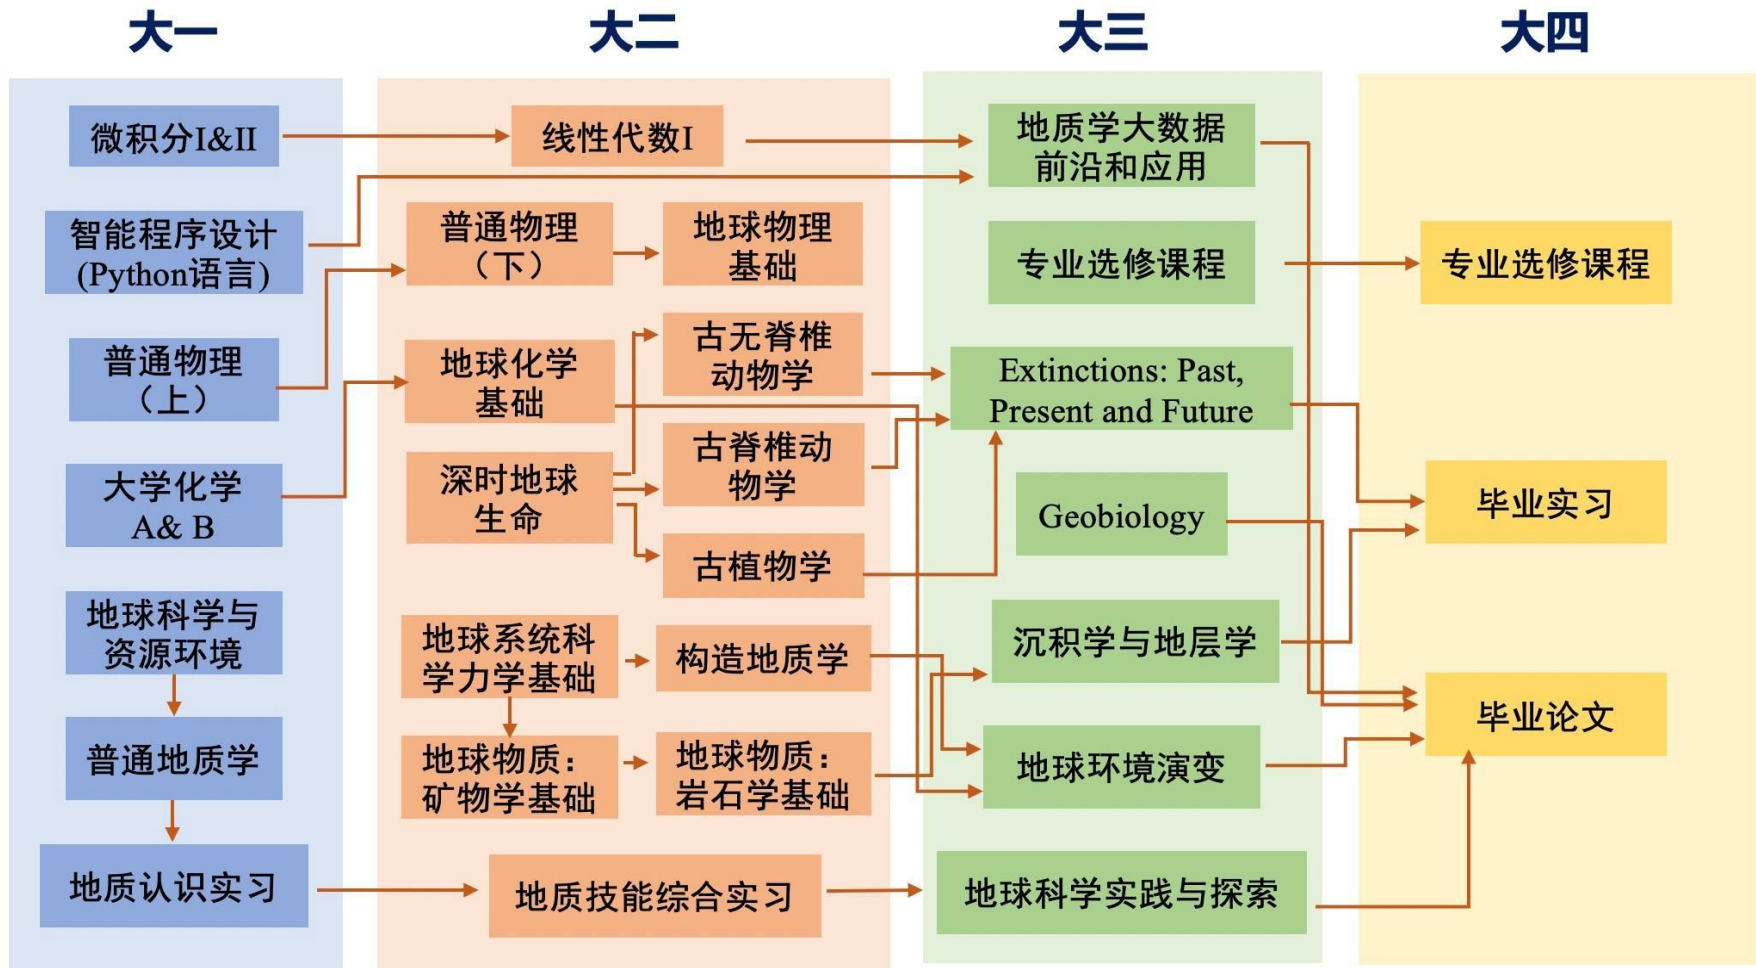 大一
大二
大三
大四
微积分I&II
智能程序设计
(Python语言)
普通物理
（上）
大学化学
A& B
地球科学与
资源环境
普通地质学
地质认识实习
线性代数I
普通物理
（下）
地球物理
基础
地球化学
基础
古无脊椎
动物学
深时地球
生命
古脊椎动
物学
古植物学
地球系统科
学力学基础
构造地质学
地球物质：
矿物学基础
地球物质：
岩石学基础
地质技能综合实习
地质学大数据
前沿和应用
专业选修课程
Extinctions: Past,
Present and Future
Geobiology
沉积学与地层学
地球环境演变
地球科学实践与探索
专业选修课程
毕业实习
毕业论文